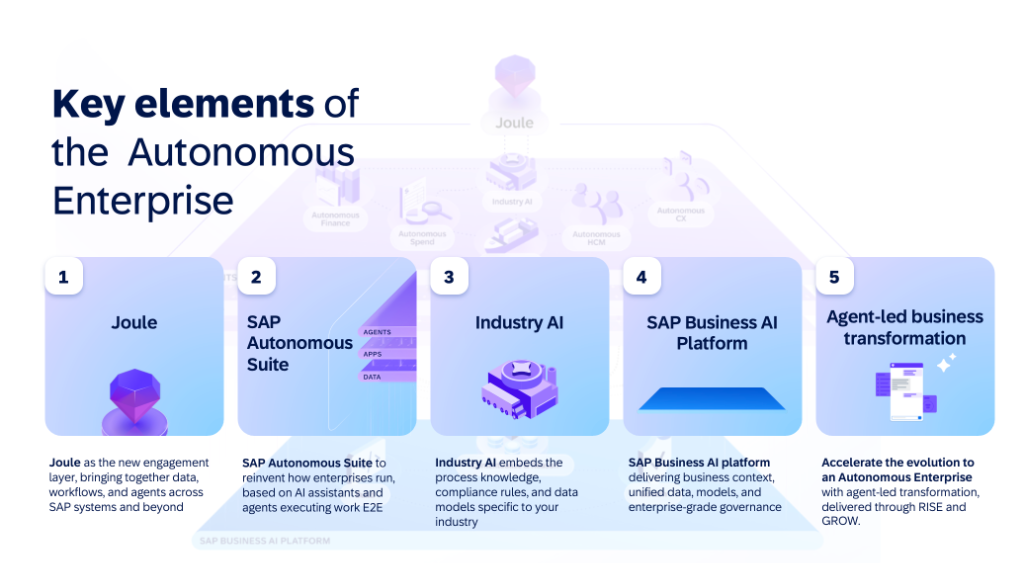 Key elements of
the Autonomous
Enterprise
Joule
Industry AI
Autonomous
Finance
Autonomous
Spend
Autonomous
HCM
Autonomous
CX
1
Joule
Joule as the new engagement
layer, bringing together data,
workflows, and agents across
SAP systems and beyond
2
SAP
Autonomous
Suite
AGENTS
APPS
DATA
SAP Autonomous Suite to
reinvent how enterprises run,
based on AI assistants and
agents executing work E2E
3
Industry AI
Industry AI embeds the
process knowledge,
compliance rules, and data
models specific to your
industry
4
SAP Business AI
Platform
SAP Business AI platform
delivering business context,
unified data, models, and
enterprise-grade governance
5
Agent-led business
transformation
Accelerate the evolution to
an Autonomous Enterprise
with agent-led transformation,
delivered through RISE and
GROW.
SAP BUSINESS AI PLATFORM